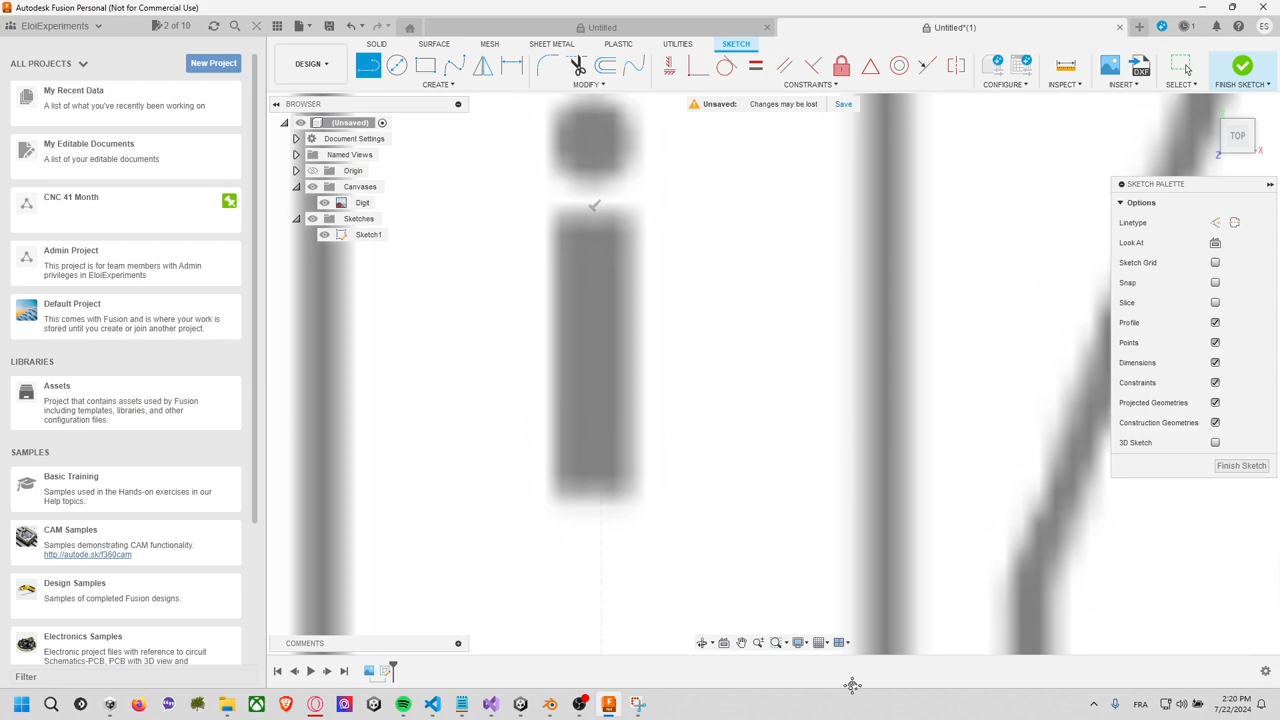 Autodesk Fusion Personal (Not for Commercial Use)
EloiExperiments
2 of 10
Untitled
Untitled*(1)
1
ES
ALL PROJECTS
New Project
My Recent Data
A list of what you've recently been working on
My Editable Documents
A list of editable documents
CNC 41 Month
Admin Project
This project is for team members with Admin
privileges in EloiExperiments
Default Project
This comes with Fusion and is where your work is
stored until you create or join another project.
LIBRARIES
Assets
Project that contains assets used by Fusion
including templates, libraries, and other
configuration files.
SAMPLES
Basic Training
Samples used in the Hands-on exercises in our
Help topics.
CAM Samples
Samples demonstrating CAM functionality.
http://autode.sk/f360cam
Design Samples
Samples of completed Fusion designs.
Electronics Samples
Files provided with reference to circuit
Schematics-PCB, PCB with 3D view and
Filter
SOLID
SURFACE
MESH
SHEET METAL
PLASTIC
UTILITIES
SKETCH
DESIGN
CREATE
MODIFY
CONSTRAINTS
CONFIGURE
INSPECT
INSERT
SELECT
FINISH SKETCH
DXF
BROWSER
(Unsaved)
Document Settings
Named Views
Origin
Canvases
Digit
Sketches
Sketch1
Unsaved:
Changes may be lost
Save
TOP
X
Z
SKETCH PALETTE
Options
Linetype
Look At
Sketch Grid
Snap
Slice
Profile
Points
Dimensions
Constraints
Projected Geometries
Construction Geometries
3D Sketch
Finish Sketch
COMMENTS
FRA
2:20 PM
7/22/2024